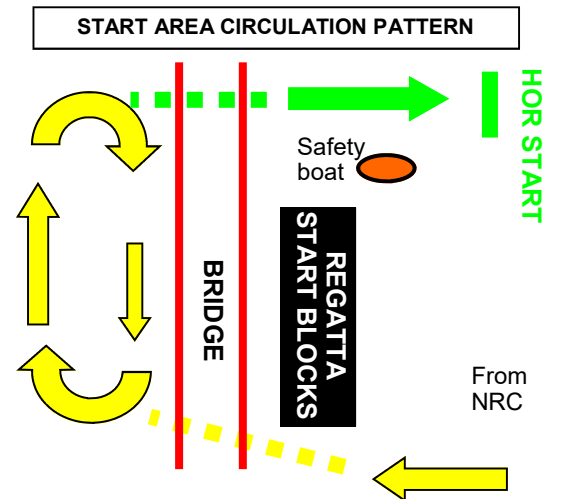 START AREA CIRCULATION PATTERN
HOR START
Safety
boat
REGATTA
START BLOCKS
BRIDGE
From
NRC